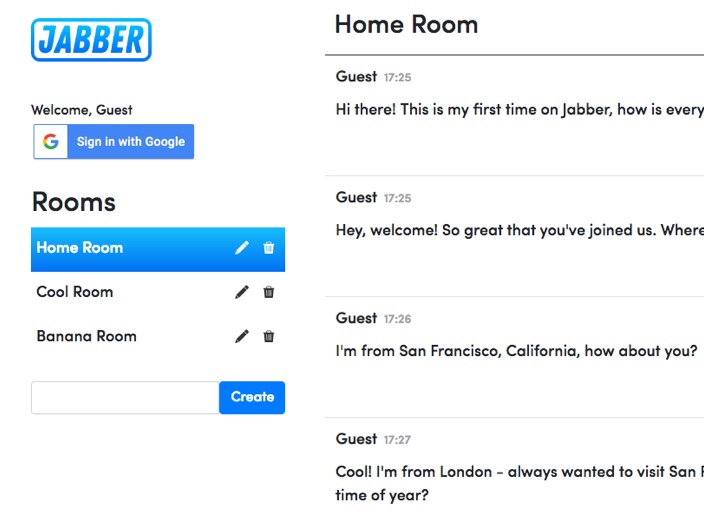 JABBER
Welcome, Guest
Sign in with Google
Rooms
Home Room
Cool Room
Banana Room
Create
Home Room
Guest 17:25
Hi there! This is my first time on Jabber, how is every
Guest 17:25
Hey, welcome! So great that you've joined us. Where
Guest 17:26
I'm from San Francisco, California, how about you?
Guest 17:27
Cool! I'm from London - always wanted to visit San F
time of year?